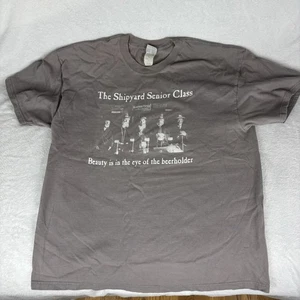 The Shipyard Senior Class
Beauty is in the eye of the beerholder